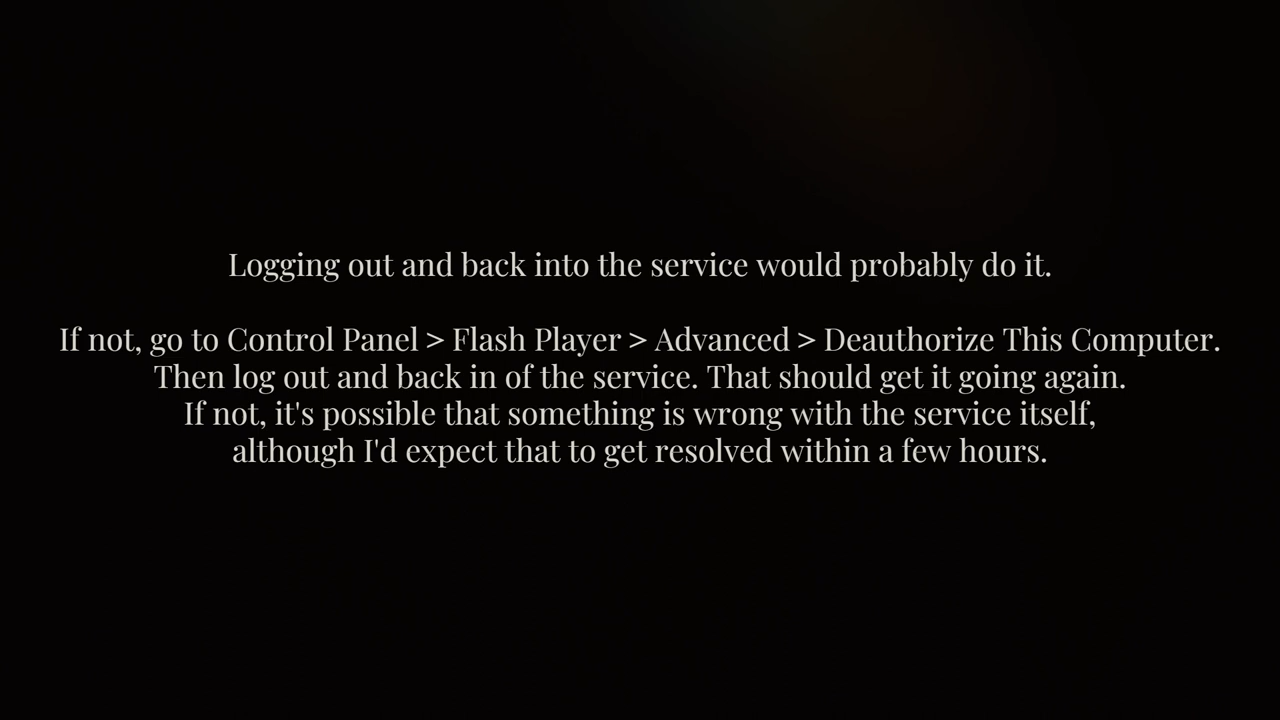 Logging out and back into the service would probably do it.
If not, go to Control Panel > Flash Player > Advanced > Deauthorize This Computer.
Then log out and back in of the service. That should get it going again.
If not, it's possible that something is wrong with the service itself,
although I'd expect that to get resolved within a few hours.